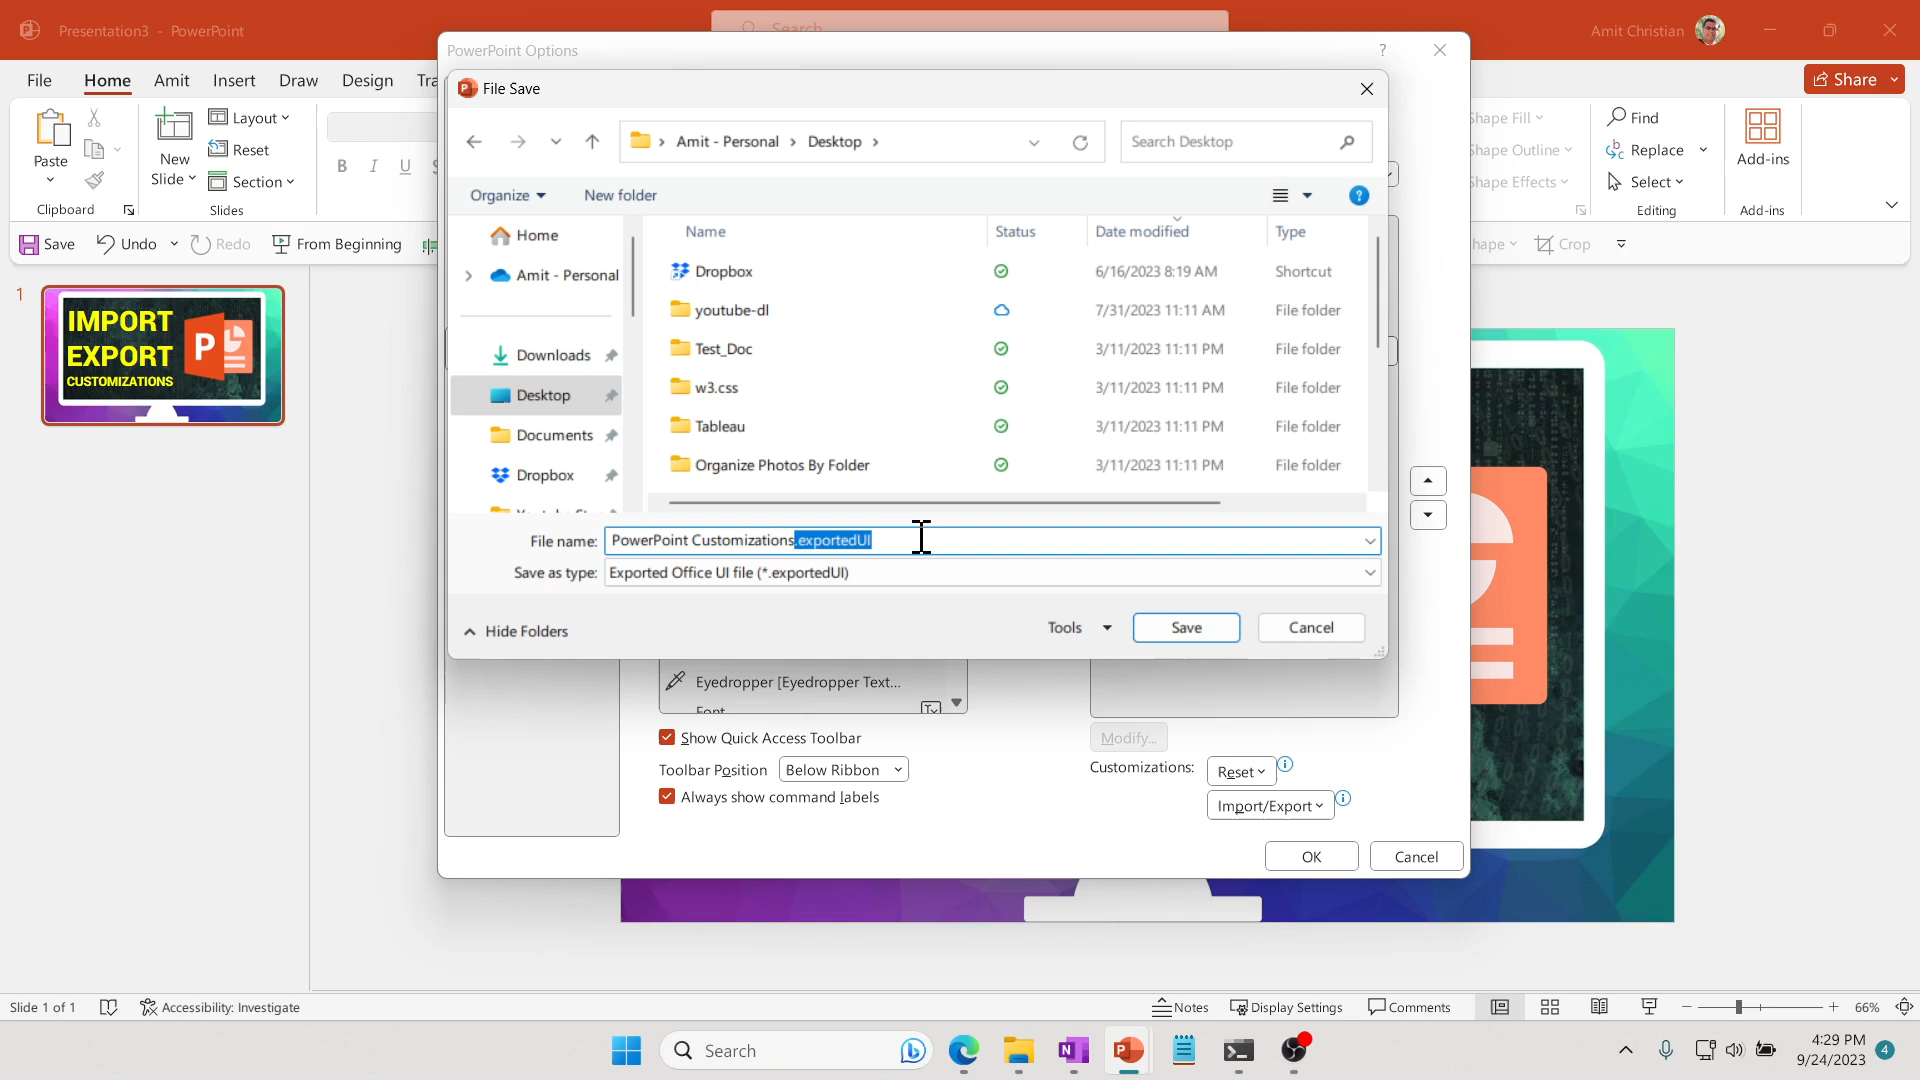 Presentation3 - PowerPoint
Search
Amit Christian
PowerPoint Options
File Home Amit Insert Draw Design
Share
File Save
Paste
New
Slide
Layout
Reset
Section
B I U
Clipboard
Slides
Amit - Personal Desktop
Search Desktop
Shape Fill
Shape Outline
Shape Effects
Find
Replace
Select
Add-ins
Editing
Add-ins
Organize New folder
Save Undo Redo From Beginning
Crop
Name Status Date modified Type
Home
Amit - Personal
Downloads
Desktop
Documents
Dropbox
Dropbox 6/16/2023 8:19 AM Shortcut
youtube-dl 7/31/2023 11:11 AM File folder
Test_Doc 3/11/2023 11:11 PM File folder
w3.css 3/11/2023 11:11 PM File folder
Tableau 3/11/2023 11:11 PM File folder
Organize Photos By Folder 3/11/2023 11:11 PM File folder
1
IMPORT
EXPORT
CUSTOMIZATIONS
P
File name: PowerPoint Customizations.exportedUI
Save as type: Exported Office UI file (*.exportedUI)
Hide Folders
Tools Save Cancel
Eyedropper [Eyedropper Text...
Font
Show Quick Access Toolbar
Toolbar Position Below Ribbon
Always show command labels
Modify...
Customizations: Reset
Import/Export
OK Cancel
Slide 1 of 1 Accessibility: Investigate
Notes Display Settings Comments 66%
Search
4:29 PM
9/24/2023
4